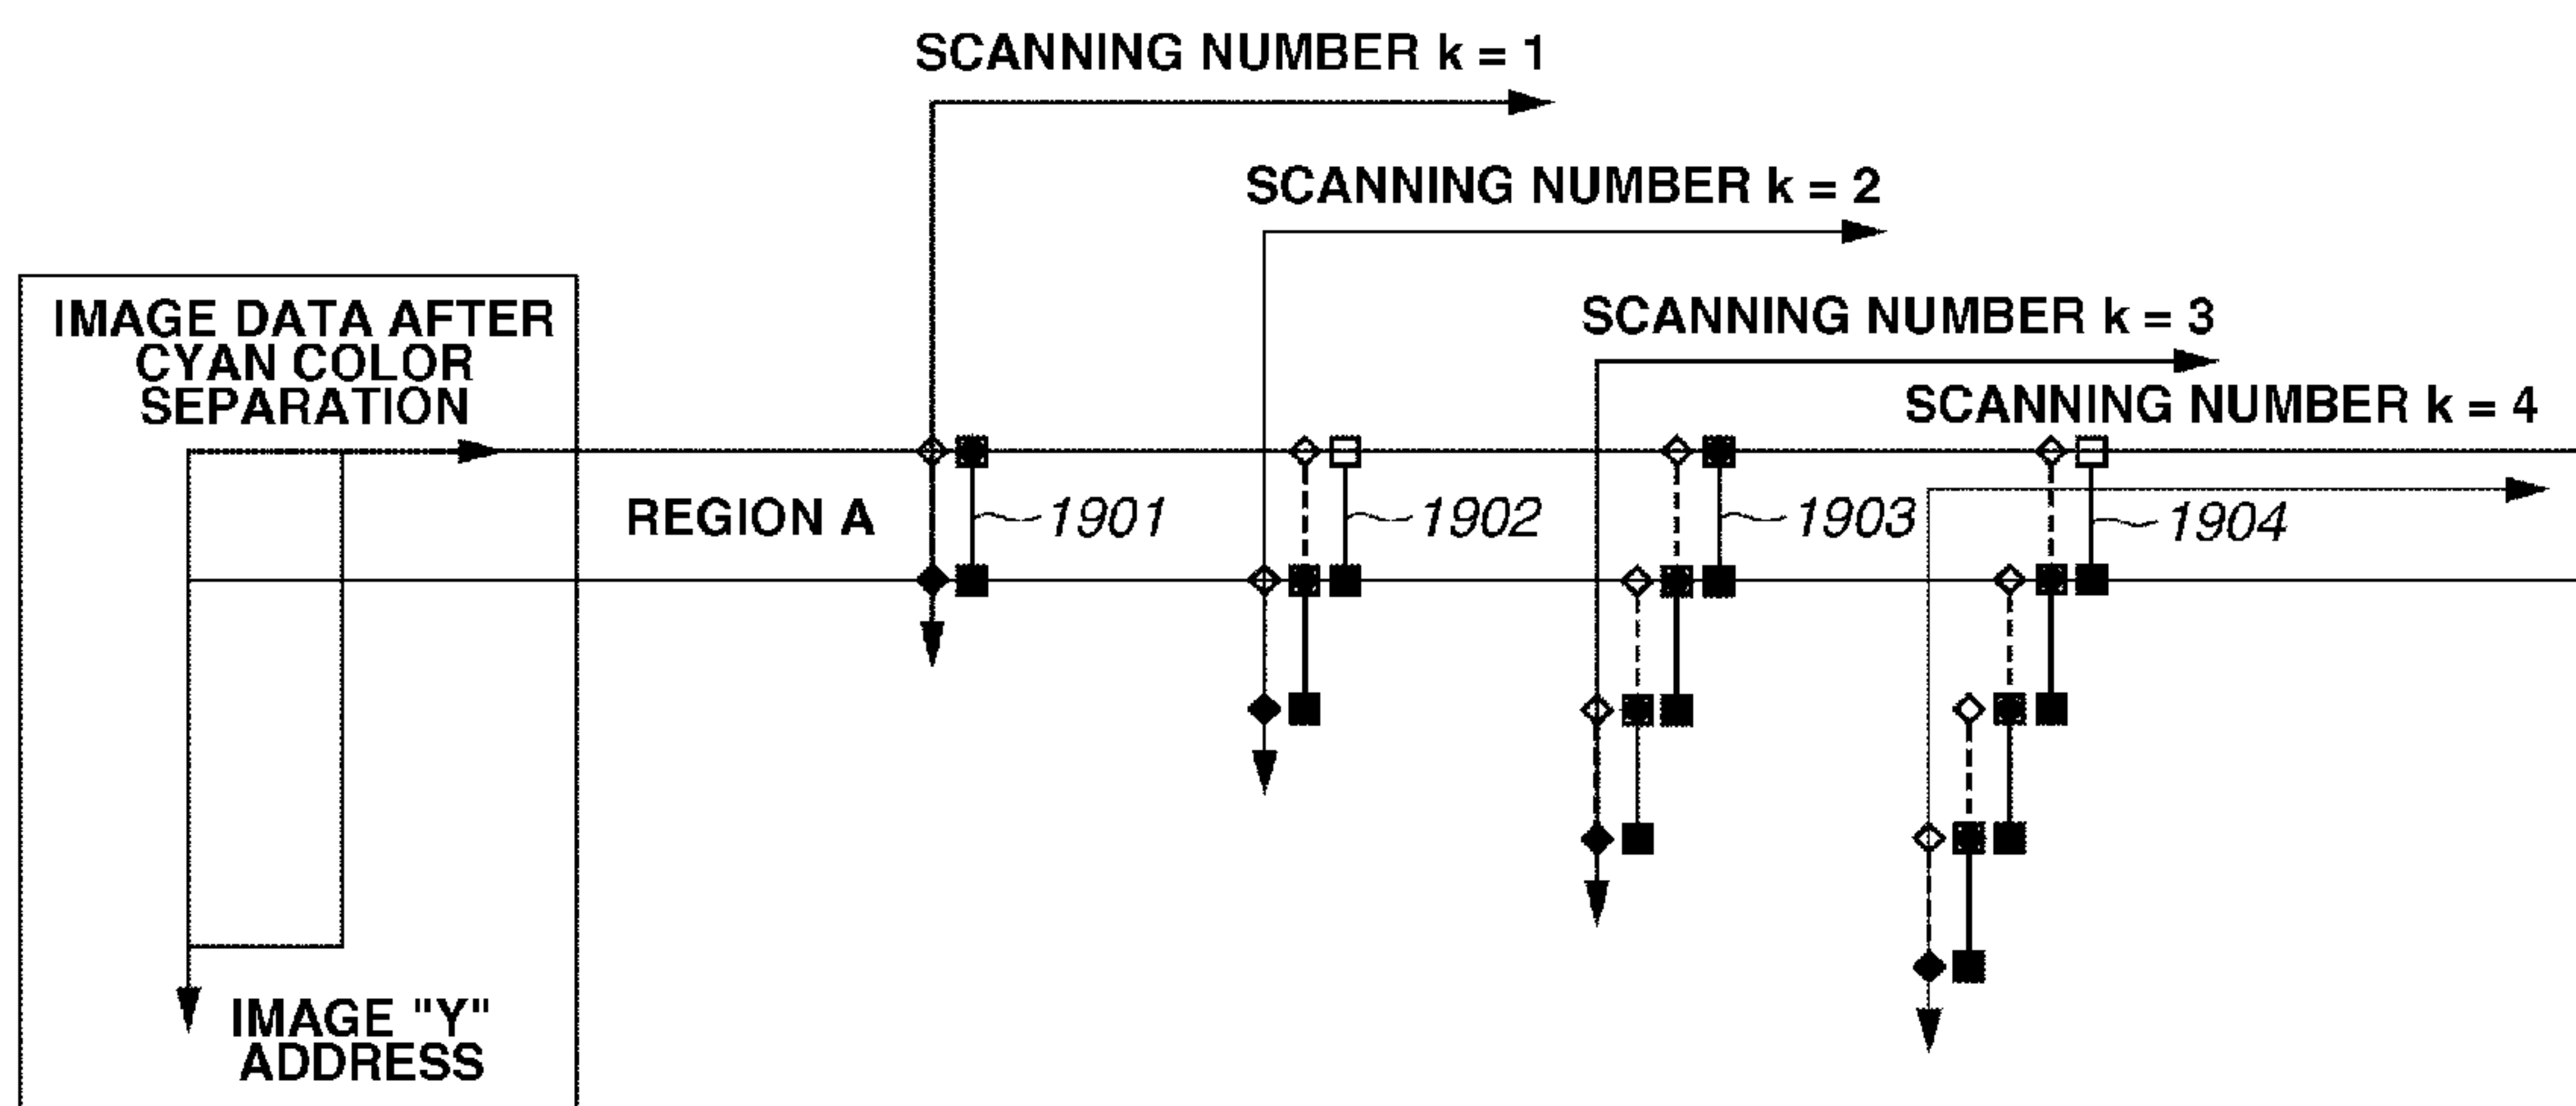 SCANNING NUMBER k = 1
SCANNING NUMBER k = 2
SCANNING NUMBER k = 3
SCANNING NUMBER k = 4
IMAGE DATA AFTER
CYAN COLOR
SEPARATION
REGION A
1901
1902
1903
1904
IMAGE "Y"
ADDRESS